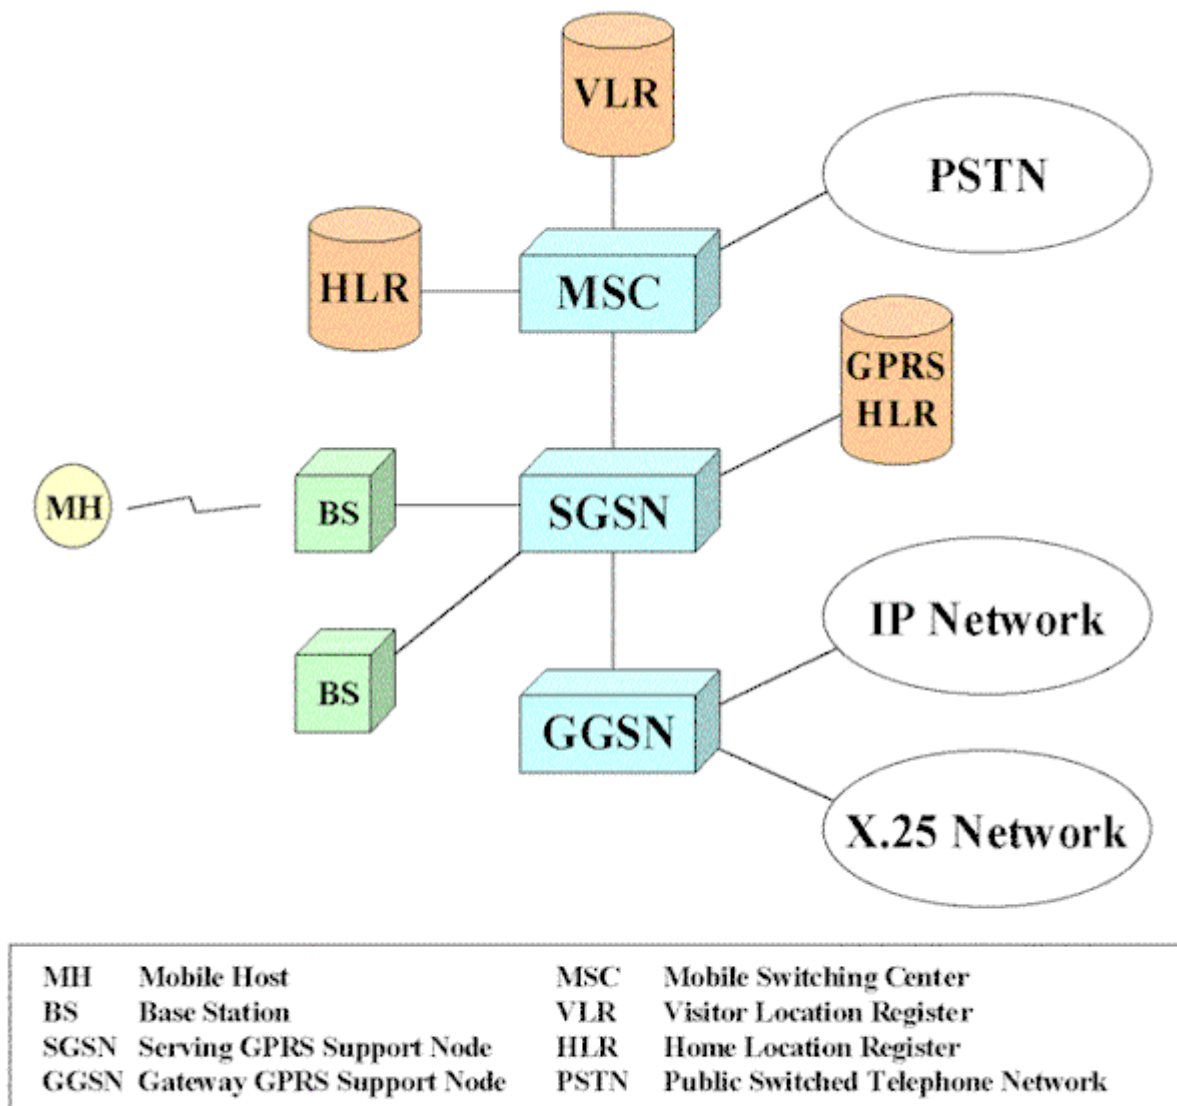 VLR
PSTN
HLR
MSC
GPRS
HLR
MH
BS
SGSN
IP Network
BS
GGSN
X.25 Network
MH Mobile Host
BS Base Station
SGSN Serving GPRS Support Node
GGSN Gateway GPRS Support Node
MSC Mobile Switching Center
VLR Visitor Location Register
HLR Home Location Register
PSTN Public Switched Telephone Network